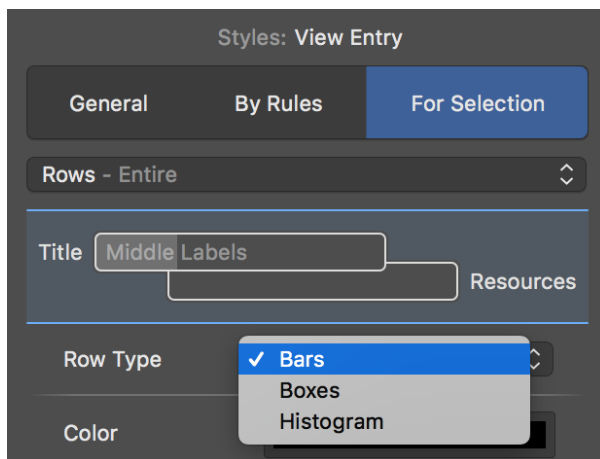 Styles: View Entry
General By Rules For Selection
Rows - Entire
Title Middle Labels
Resources
Row Type ✓ Bars
Boxes
Histogram
Color